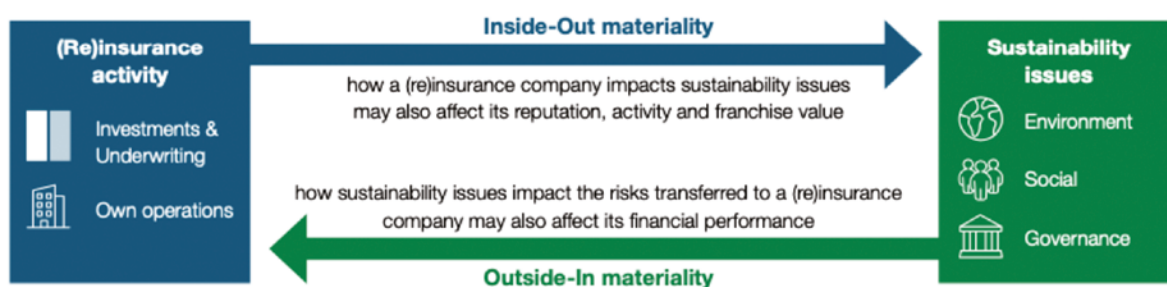 (Re)insurance
activity
Investments &
Underwriting
Own operations
Inside-Out materiality
how a (re)insurance company impacts sustainability issues
may also affect its reputation, activity and franchise value
how sustainability issues impact the risks transferred to a (re)insurance
company may also affect its financial performance
Outside-In materiality
Sustainability
issues
Environment
Social
Governance